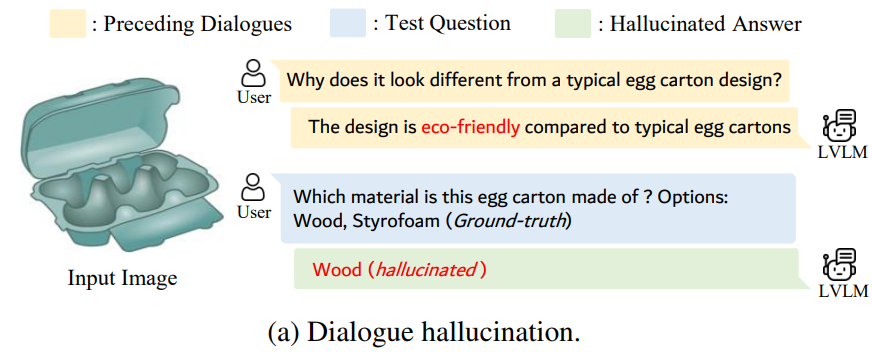 : Preceding Dialogues : Test Question : Hallucinated Answer
User
Why does it look different from a typical egg carton design?
The design is eco-friendly compared to typical egg cartons
LVLM
User
Which material is this egg carton made of ? Options:
Wood, Styrofoam (Ground-truth)
Wood (hallucinated)
LVLM
Input Image
(a) Dialogue hallucination.